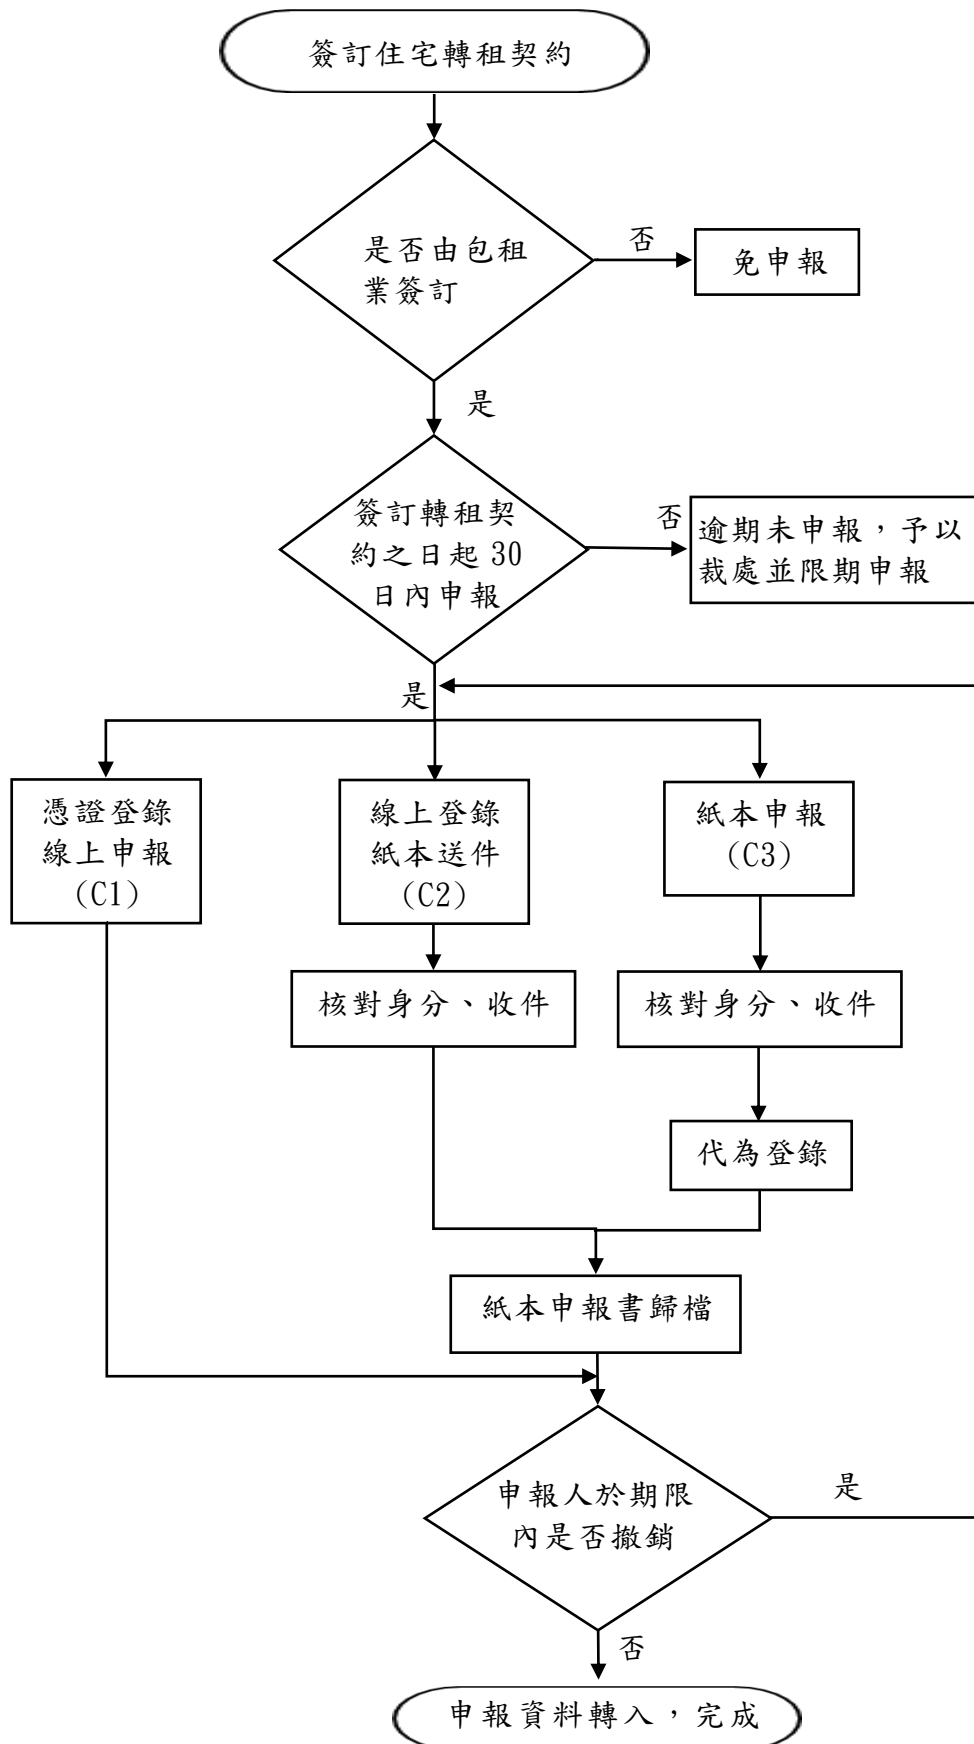 簽訂住宅轉租契約
是否由包租
業簽訂
否
免申報
是
簽訂轉租契
約之日起 30
日內申報
否
逾期未申報，予以
裁處並限期申報
是
憑證登錄
線上申報
(C1)
線上登錄
紙本送件
(C2)
紙本申報
(C3)
核對身分、收件
核對身分、收件
代為登錄
紙本申報書歸檔
申報人於期限
內是否撤銷
是
否
申報資料轉入，完成